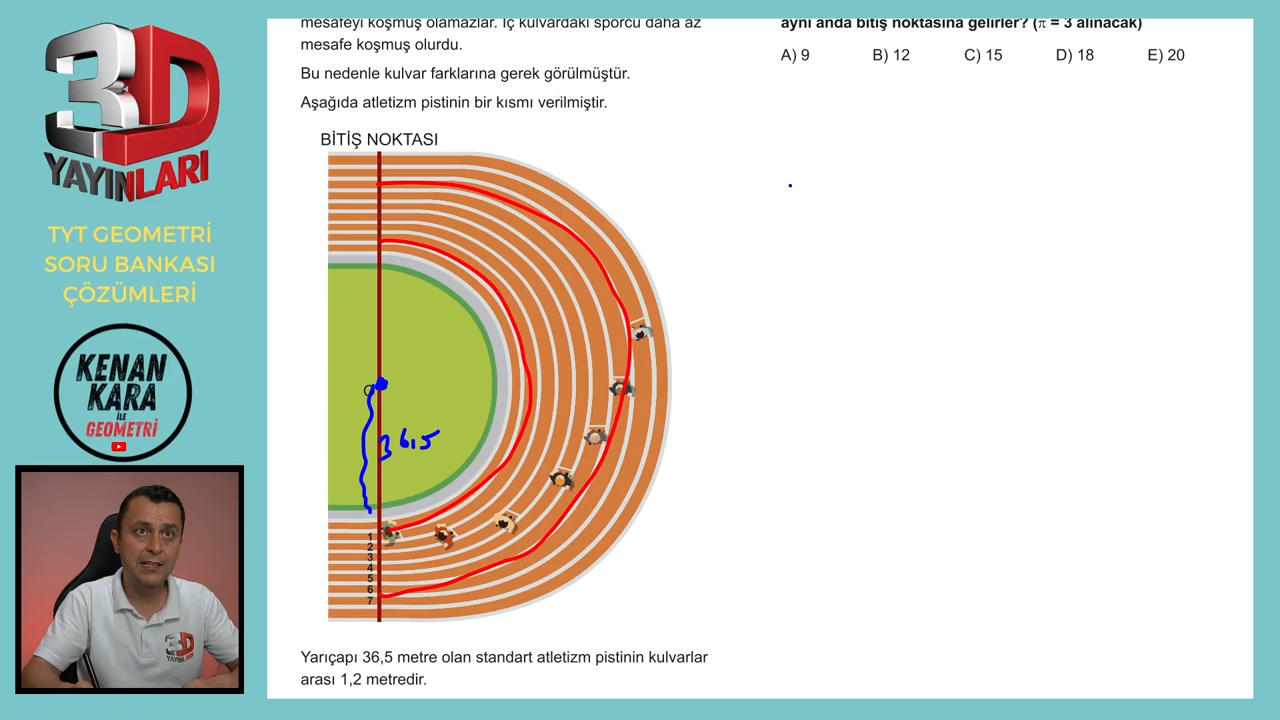 3D
YAYINLARI
TYT GEOMETRİ
SORU BANKASI
ÇÖZÜMLERİ
KENAN
KARA
İLE
GEOMETRİ
3D
YAYINLARI
mesafeyi koşmuş olamazlar. İç kulvardaki sporcu daha az
mesafe koşmuş olurdu.
Bu nedenle kulvar farklarına gerek görülmüştür.
Aşağıda atletizm pistinin bir kısmı verilmiştir.
BİTİŞ NOKTASI
36,5
1
2
3
4
5
6
7
Yarıçapı 36,5 metre olan standart atletizm pistinin kulvarlar
arası 1,2 metredir.
aynı anda bitiş noktasına gelirler? (π = 3 alınacak)
A) 9 B) 12 C) 15 D) 18 E) 20